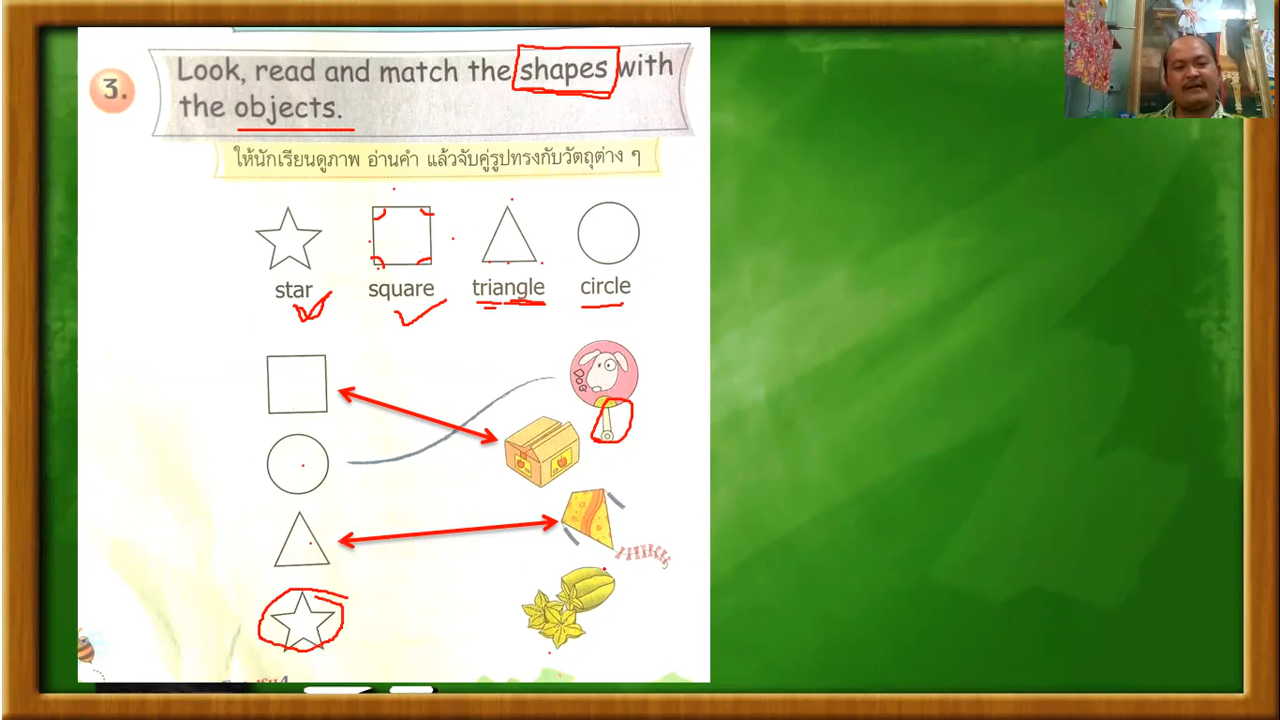 3.
Look, read and match the shapes with
the objects.
ให้นักเรียนดูภาพ อ่านคำ แล้วจับคู่รูปทรงกับวัตถุต่าง ๆ
star square triangle circle
DOG